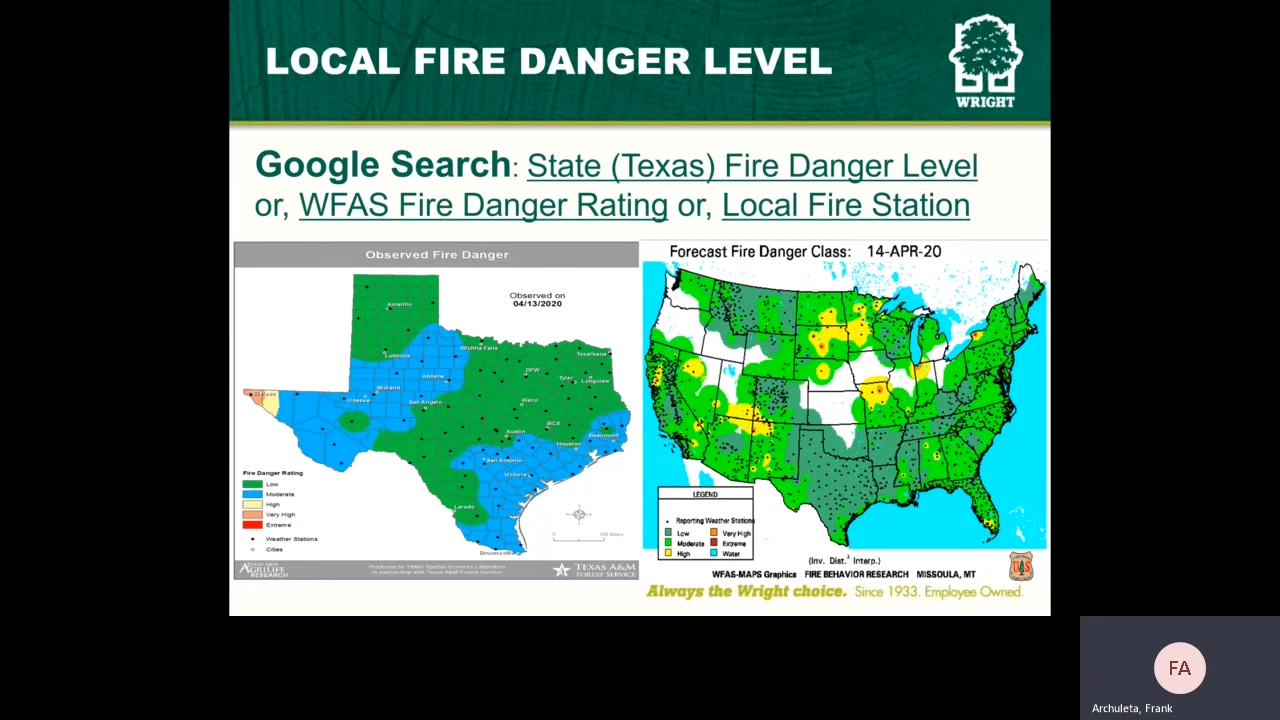 LOCAL FIRE DANGER LEVEL
WRIGHT
Google Search: State (Texas) Fire Danger Level
or, WFAS Fire Danger Rating or, Local Fire Station
Observed Fire Danger
Observed on
04/13/2020
Amarillo
Lubbock
Wichita Falls
Texarkana
DFW
Abilene
Tyler
Longview
Midland
Odessa
El Paso
San Angelo
Waco
BCS
Austin
Beaumont
Houston
San Antonio
Victoria
Laredo
Brownsville
Fire Danger Rating
Low
Moderate
High
Very High
Extreme
Weather Stations
Cities
0 100 Miles
TEXAS A&M
AGRILIFE
RESEARCH
Produced by TAMU Spatial Sciences Laboratory
in partnership with Texas A&M Forest Service
TEXAS A&M
FOREST SERVICE
Forecast Fire Danger Class: 14-APR-20
LEGEND
Reporting Weather Stations
Low Very High
Moderate Extreme
High Water
(Inv. Dist.² Interp.)
WFAS-MAPS Graphics FIRE BEHAVIOR RESEARCH MISSOULA, MT
UAS
Always the Wright choice. Since 1933. Employee Owned.
FA
Archuleta, Frank